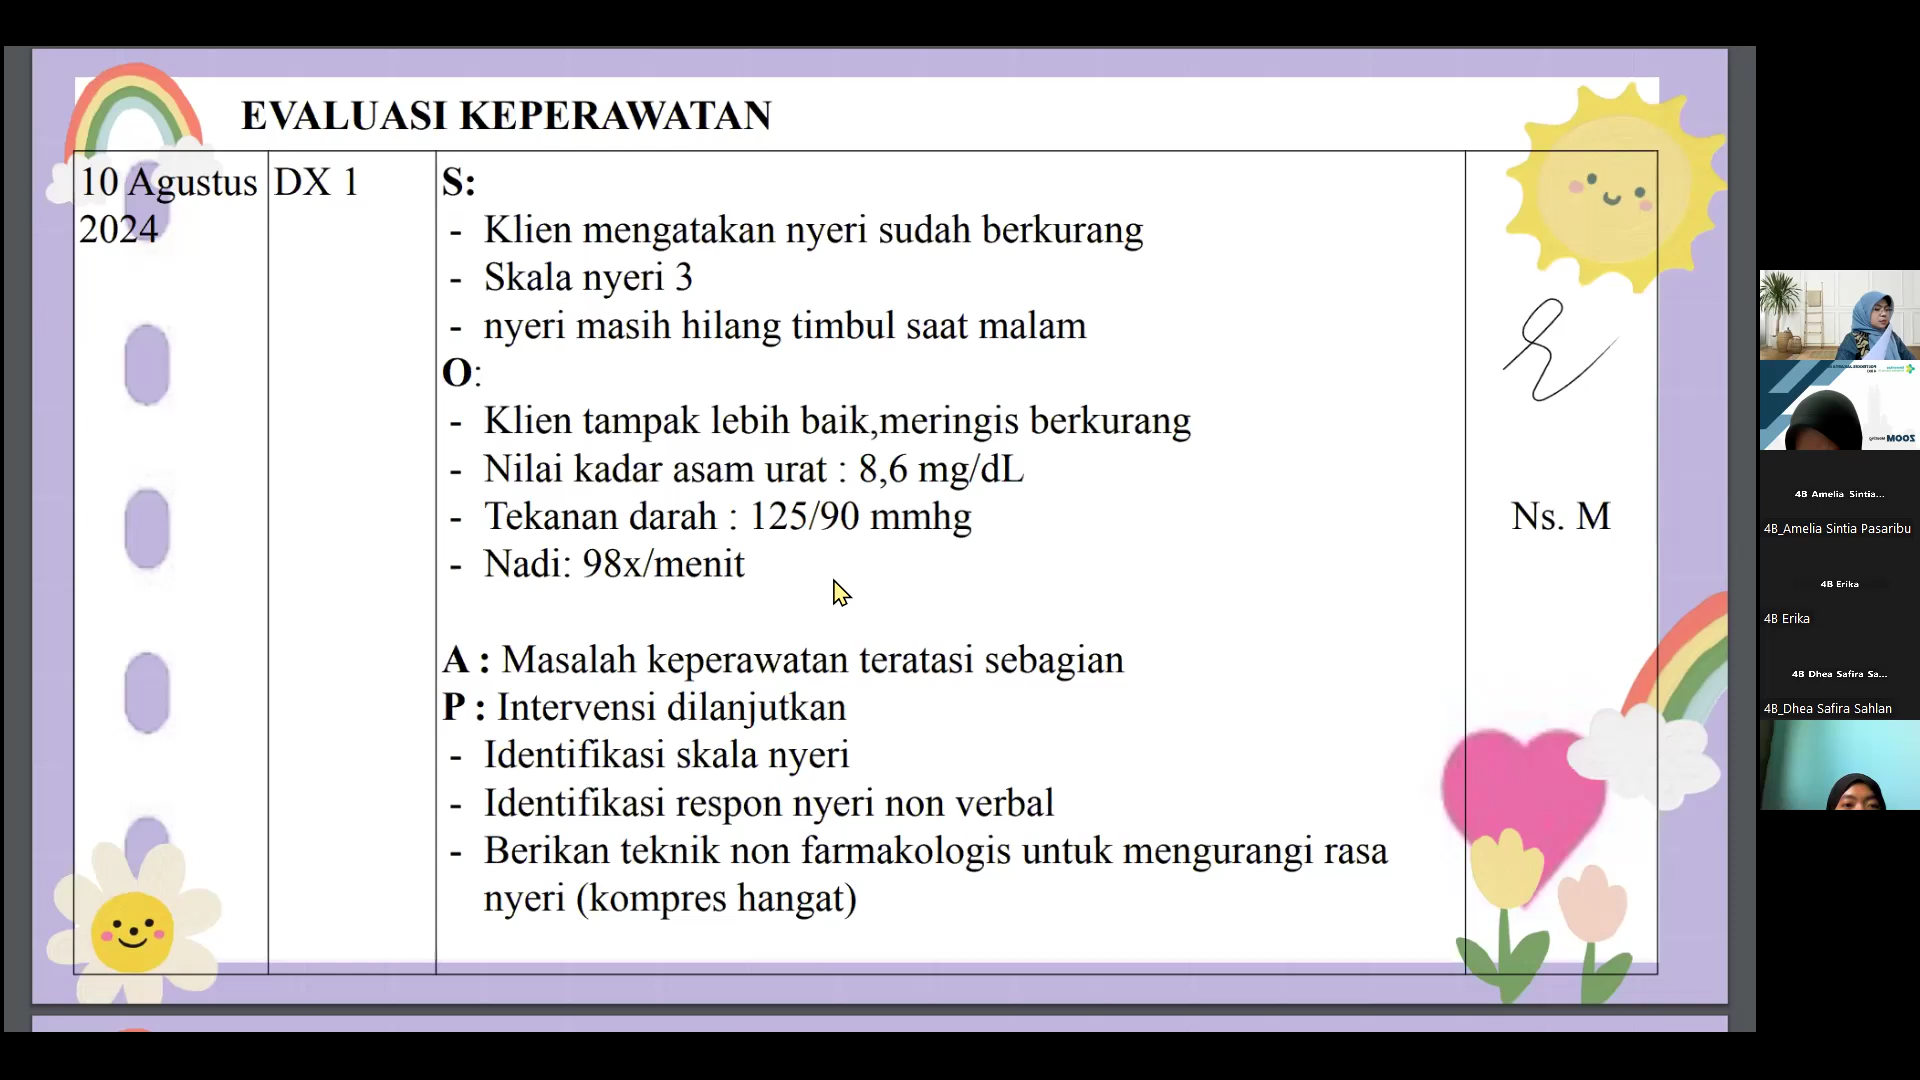 EVALUASI KEPERAWATAN
10 Agustus
2024
DX 1
S:
- Klien mengatakan nyeri sudah berkurang
- Skala nyeri 3
- nyeri masih hilang timbul saat malam
O:
- Klien tampak lebih baik,meringis berkurang
- Nilai kadar asam urat : 8,6 mg/dL
- Tekanan darah : 125/90 mmhg
- Nadi: 98x/menit
A : Masalah keperawatan teratasi sebagian
P : Intervensi dilanjutkan
- Identifikasi skala nyeri
- Identifikasi respon nyeri non verbal
- Berikan teknik non farmakologis untuk mengurangi rasa
nyeri (kompres hangat)
Ns. M
ZOOM
4B Amelia Sintia...
4B_Amelia Sintia Pasaribu
4B Erika
4B Erika
4B Dhea Safira Sa...
4B_Dhea Safira Sahlan